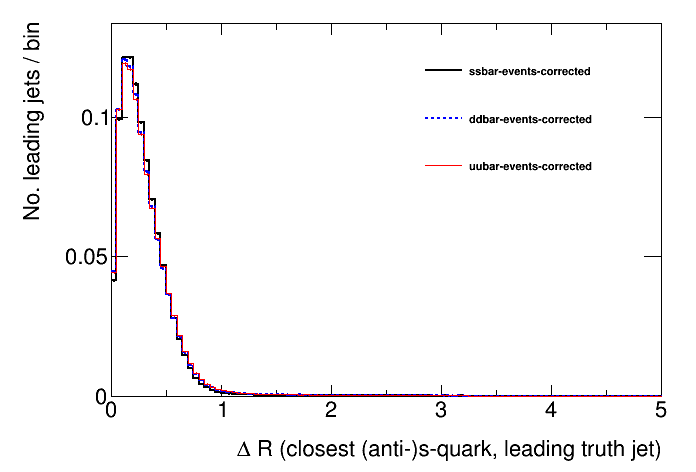 No. leading jets / bin
0.1
0.05
0
ssbar-events-corrected
ddbar-events-corrected
uubar-events-corrected
0 1 2 3 4 5
Δ R (closest (anti-)s-quark, leading truth jet)